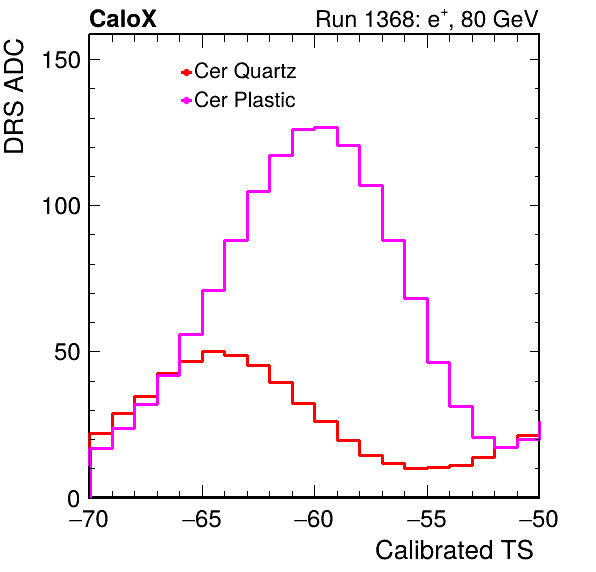 CaloX Run 1368: e⁺, 80 GeV
DRS ADC
Cer Quartz
Cer Plastic
150
100
50
0
−70 −65 −60 −55 −50
Calibrated TS